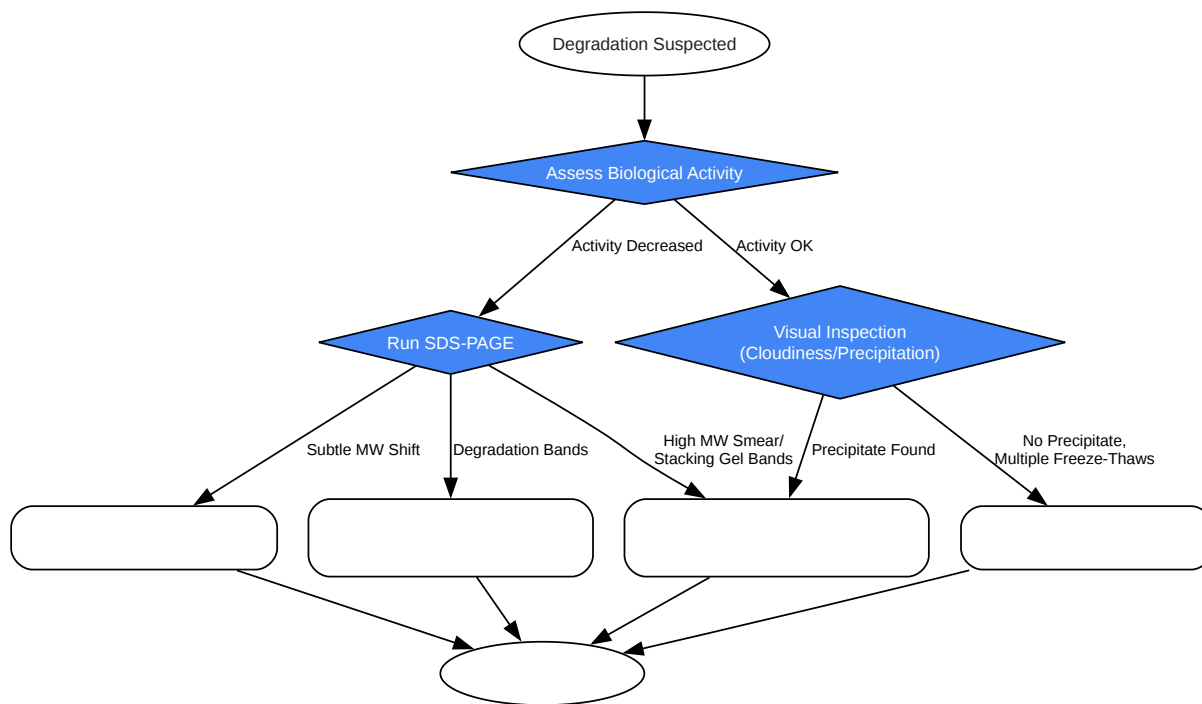 Degradation Suspected
Assess Biological Activity
Activity Decreased
Activity OK
Run SDS-PAGE
Visual Inspection
(Cloudiness/Precipitation)
Subtle MW Shift
Degradation Bands
High MW Smear/
Stacking Gel Bands
Precipitate Found
No Precipitate,
Multiple Freeze-Thaws